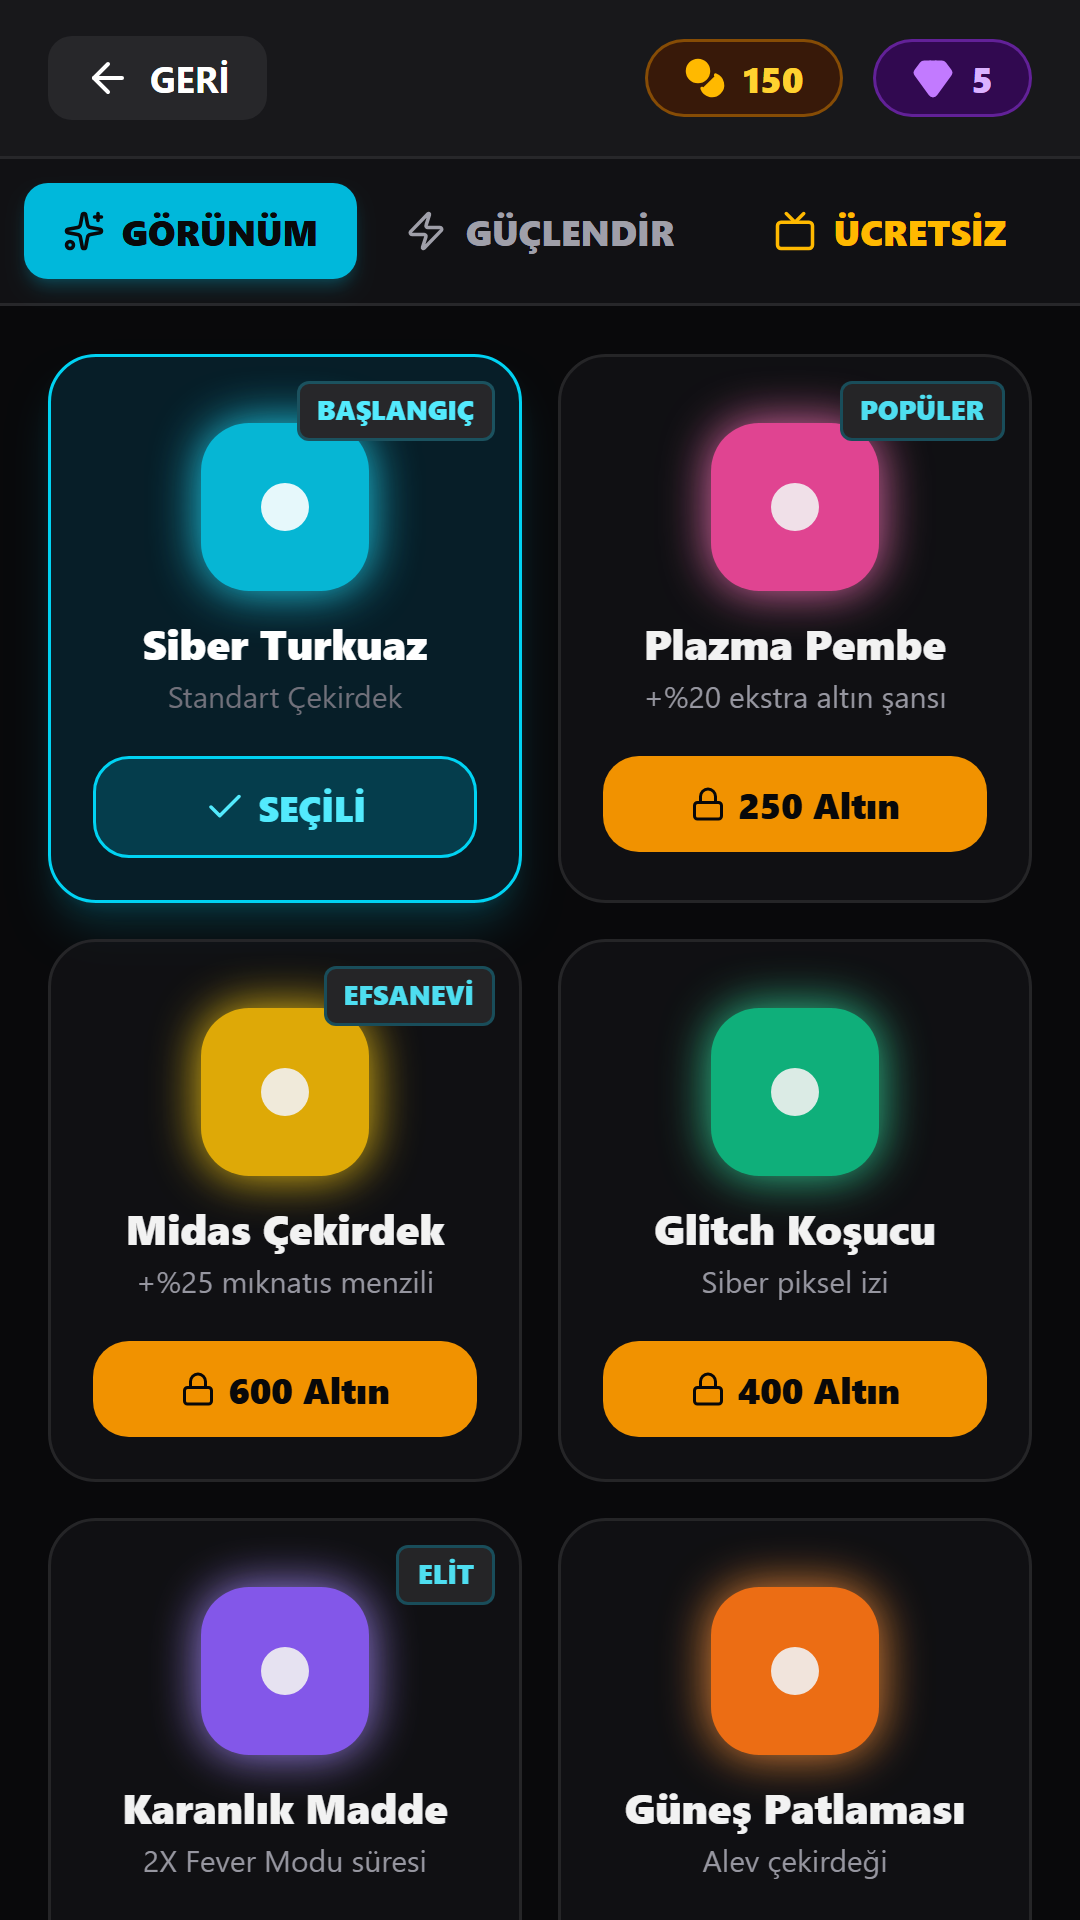 GERİ
150
5
GÖRÜNÜM
GÜÇLENDİR
ÜCRETSİZ
BAŞLANGIÇ
Siber Turkuaz
Standart Çekirdek
SEÇİLİ
POPÜLER
Plazma Pembe
+%20 ekstra altın şansı
250 Altın
EFSANEVİ
Midas Çekirdek
+%25 mıknatıs menzili
600 Altın
Glitch Koşucu
Siber piksel izi
400 Altın
ELİT
Karanlık Madde
2X Fever Modu süresi
Güneş Patlaması
Alev çekirdeği